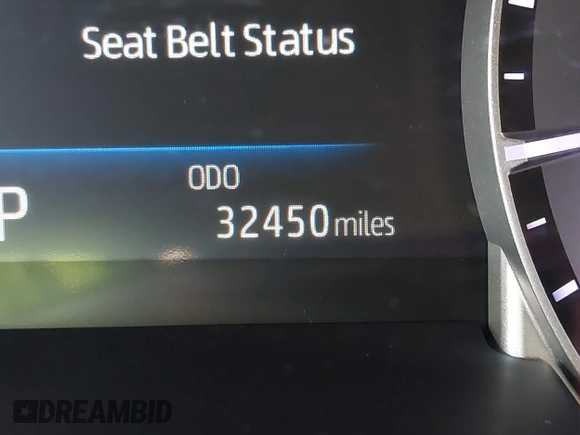 Seat Belt Status
ODO
P
32450 miles
DREAMBID